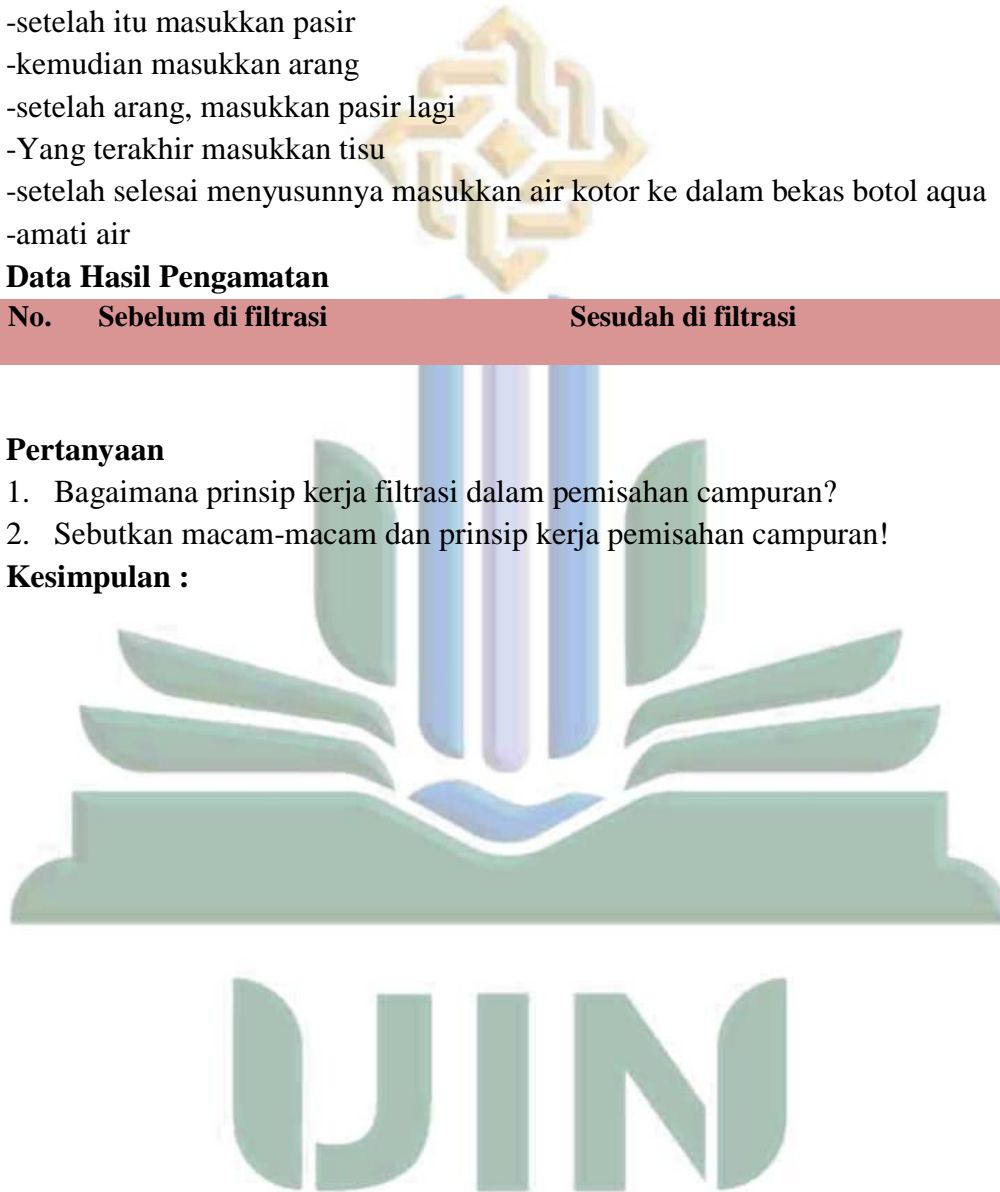 -setelah itu masukkan pasir
-kemudian masukkan arang
-setelah arang, masukkan pasir lagi
-Yang terakhir masukkan tisu
-setelah selesai menyusunnya masukkan air kotor ke dalam bekas botol aqua
-amati air
Data Hasil Pengamatan
No. Sebelum di filtrasi Sesudah di filtrasi
Pertanyaan
1. Bagaimana prinsip kerja filtrasi dalam pemisahan campuran?
2. Sebutkan macam-macam dan prinsip kerja pemisahan campuran!
Kesimpulan :
UIN